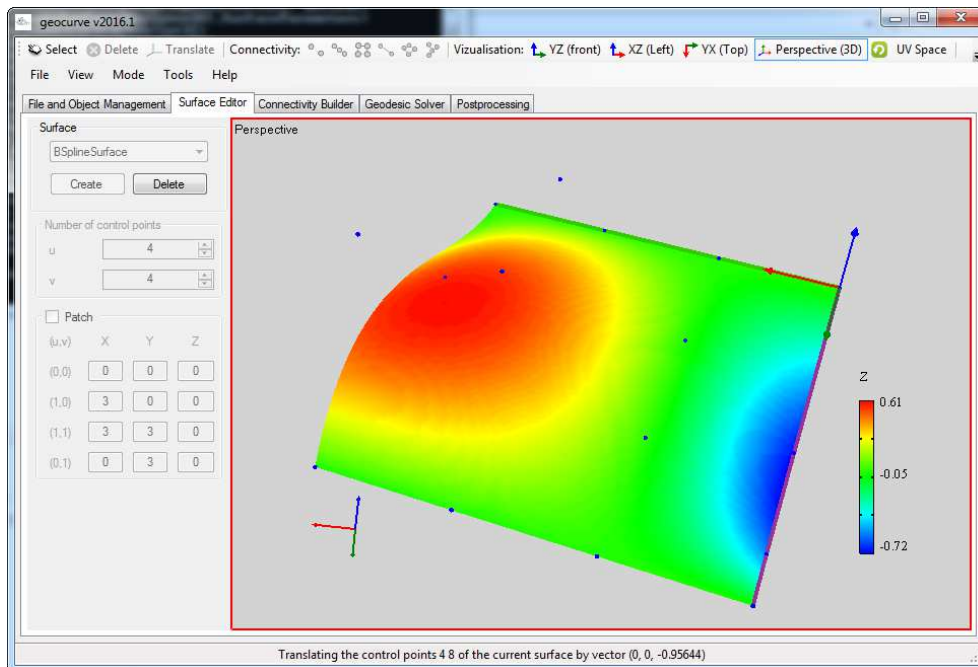 geocurve v2016.1
Select Delete Translate Connectivity: Vizualisation: YZ (front) XZ (Left) YX (Top) Perspective (3D) UV Space
File View Mode Tools Help
File and Object Management Surface Editor Connectivity Builder Geodesic Solver Postprocessing
Surface
BSplineSurface
Create Delete
Number of control points
u 4
v 4
Patch
(u,v) X Y Z
(0,0) 0 0 0
(1,0) 3 0 0
(1,1) 3 3 0
(0,1) 0 3 0
Perspective
Z
0.61
-0.05
-0.72
Translating the control points 4 8 of the current surface by vector (0, 0, -0.95644)